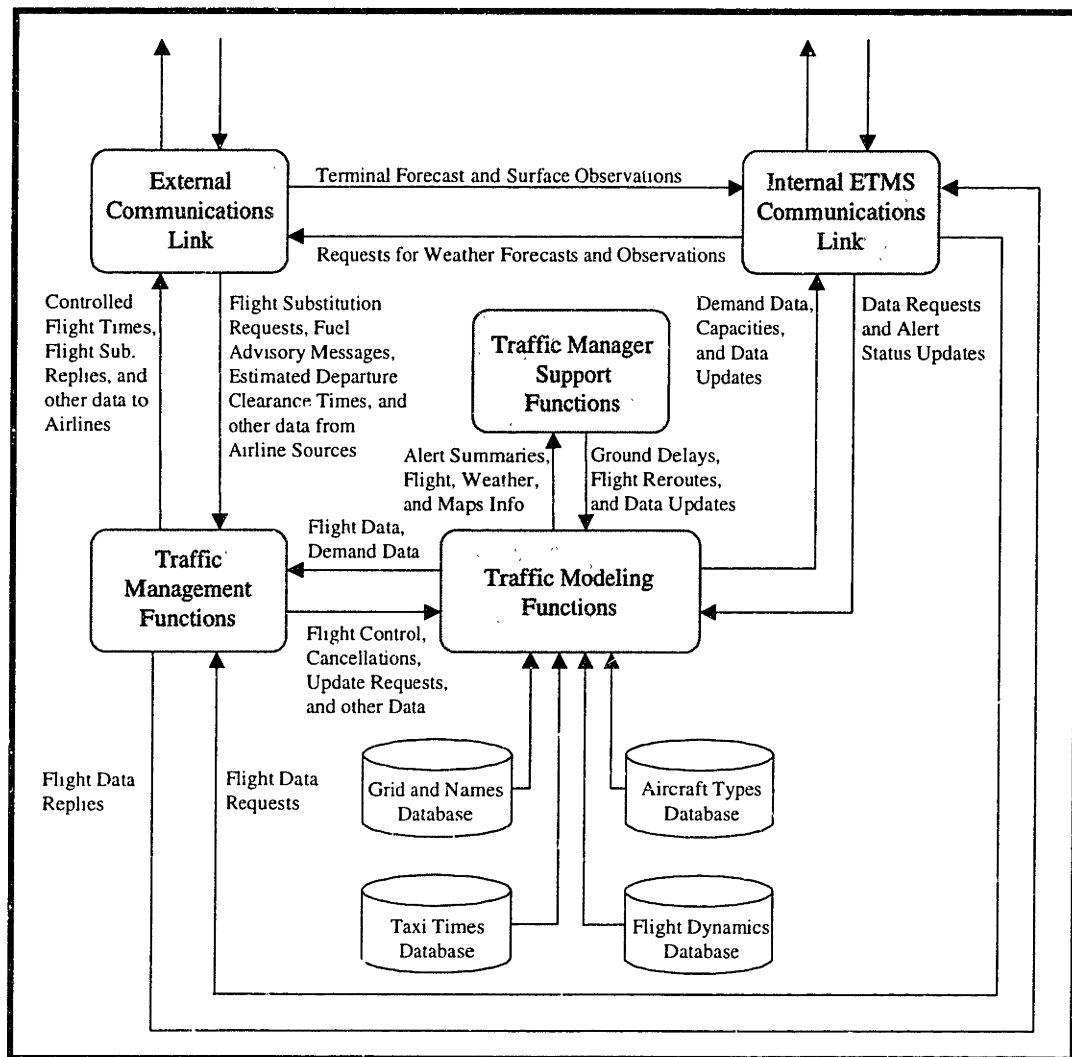 External
Communications
Link
Terminal Forecast and Surface Observations
Internal ETMS
Communications
Link
Requests for Weather Forecasts and Observations
Controlled
Flight Times,
Flight Sub.
Replies, and
other data to
Airlines
Flight Substitution
Requests, Fuel
Advisory Messages,
Estimated Departure
Clearance Times, and
other data from
Airline Sources
Traffic Manager
Support
Functions
Demand Data,
Capacities,
and Data
Updates
Data Requests
and Alert
Status Updates
Alert Summaries,
Flight, Weather,
and Maps Info
Ground Delays,
Flight Reroutes,
and Data Updates
Flight Data,
Demand Data
Traffic
Management
Functions
Traffic Modeling
Functions
Flight Control,
Cancellations,
Update Requests,
and other Data
Flight Data
Replies
Flight Data
Requests
Grid and Names
Database
Aircraft Types
Database
Taxi Times
Database
Flight Dynamics
Database